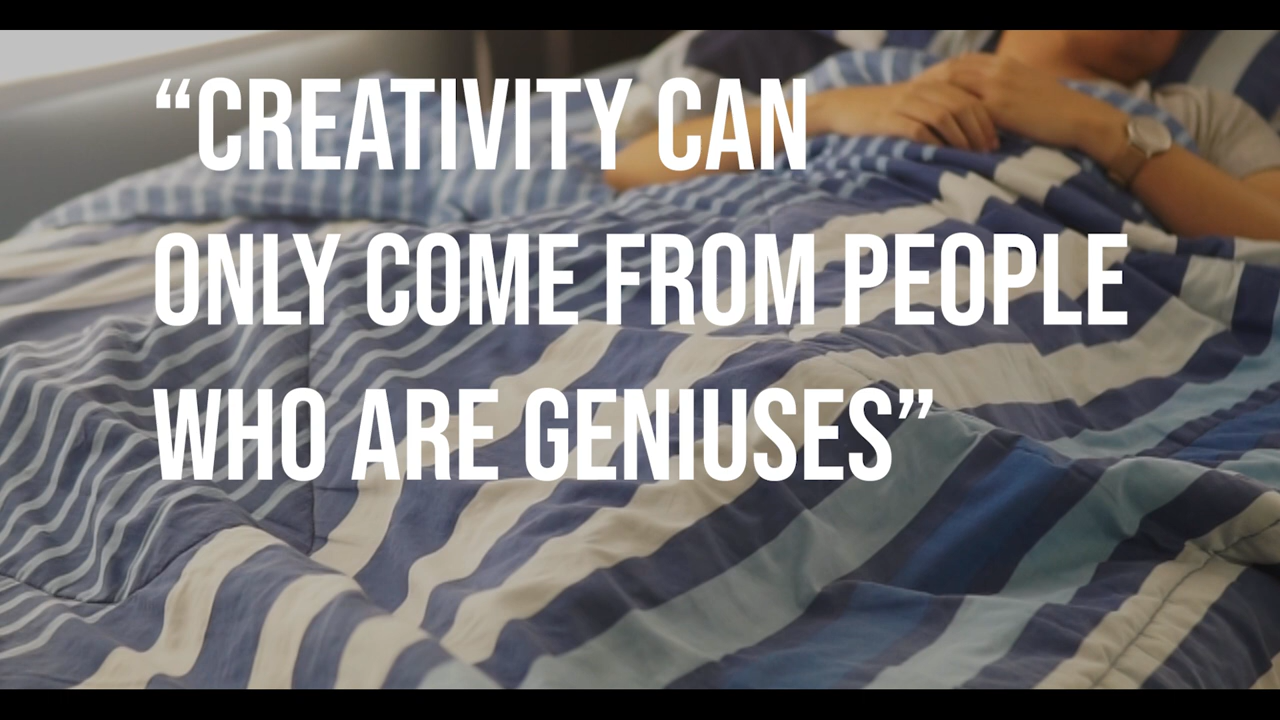 “CREATIVITY CAN
ONLY COME FROM PEOPLE
WHO ARE GENIUSES”